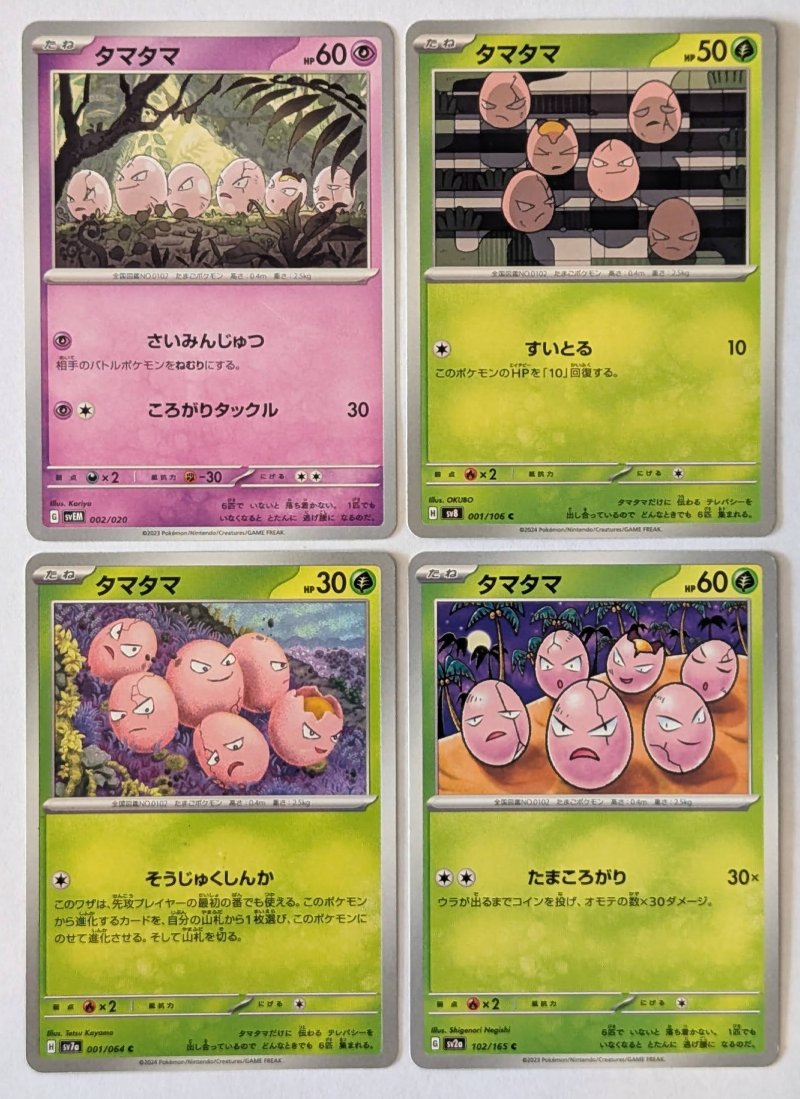 たね タマタマ HP60
全国図鑑NO.0102 たまごポケモン 高さ：0.4m 重さ：2.5kg
さいみんじゅつ
相手のバトルポケモンをねむりにする。
ころがりタックル 30
弱点 ×2 抵抗力 -30 にげる
Illus. Kariya
6匹で いないと 落ち着かない。1匹でも
いなくなると とたんに 逃げ腰に なるのだ。
G svEM 002/020
©2023 Pokémon/Nintendo/Creatures/GAME FREAK.
たね タマタマ HP50
全国図鑑NO.0102 たまごポケモン 高さ：0.4m 重さ：2.5kg
すいとる 10
このポケモンのHPを「10」回復する。
弱点 ×2 抵抗力 にげる
Illus. OKUBO
タマタマだけに 伝わる テレパシーを
出し合っているので どんなときでも 6匹 集まれる。
H sv8 001/106 C
©2024 Pokémon/Nintendo/Creatures/GAME FREAK.
たね タマタマ HP30
全国図鑑NO.0102 たまごポケモン 高さ：0.4m 重さ：2.5kg
そうじゅくしんか
このワザは、先攻プレイヤーの最初の番でも使える。このポケモン
から進化するカードを、自分の山札から1枚選び、このポケモンに
のせて進化させる。そして山札を切る。
弱点 ×2 抵抗力 にげる
Illus. Tetsu Kayama
タマタマだけに 伝わる テレパシーを
出し合っているので どんなときでも 6匹 集まれる。
H sv7a 001/064 C
©2024 Pokémon/Nintendo/Creatures/GAME FREAK.
たね タマタマ HP60
全国図鑑NO.0102 たまごポケモン 高さ：0.4m 重さ：2.5kg
たまころがり 30×
ウラが出るまでコインを投げ、オモテの数×30ダメージ。
弱点 ×2 抵抗力 にげる
Illus. Shigenori Negishi
6匹で いないと 落ち着かない。1匹でも
いなくなると とたんに 逃げ腰に なるのだ。
G sv2a 102/165 C
©2023 Pokémon/Nintendo/Creatures/GAME FREAK.